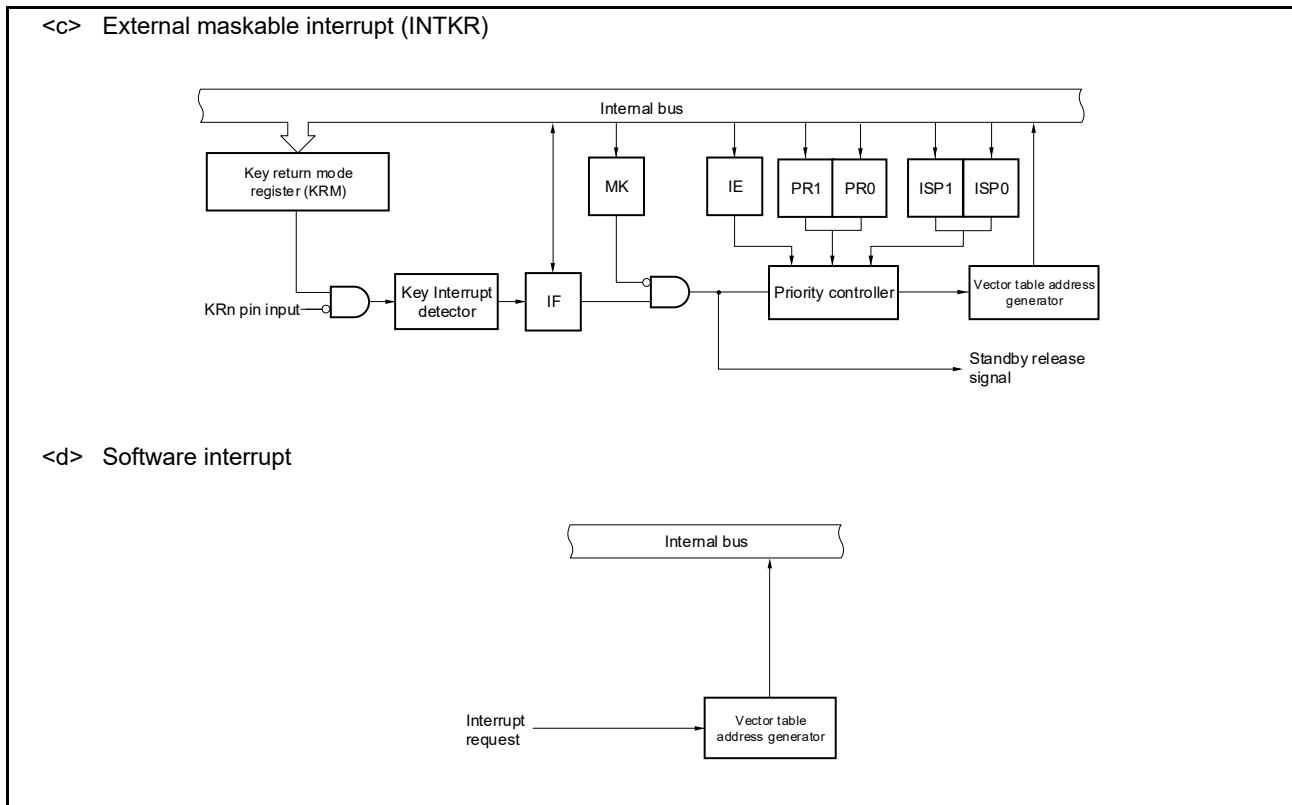 <c> External maskable interrupt (INTKR)
Internal bus
Key return mode
register (KRM)
MK
IE
PR1
PR0
ISP1
ISP0
KRn pin input
Key Interrupt
detector
IF
Priority controller
Vector table address
generator
Standby release
signal
<d> Software interrupt
Internal bus
Interrupt
request
Vector table
address generator